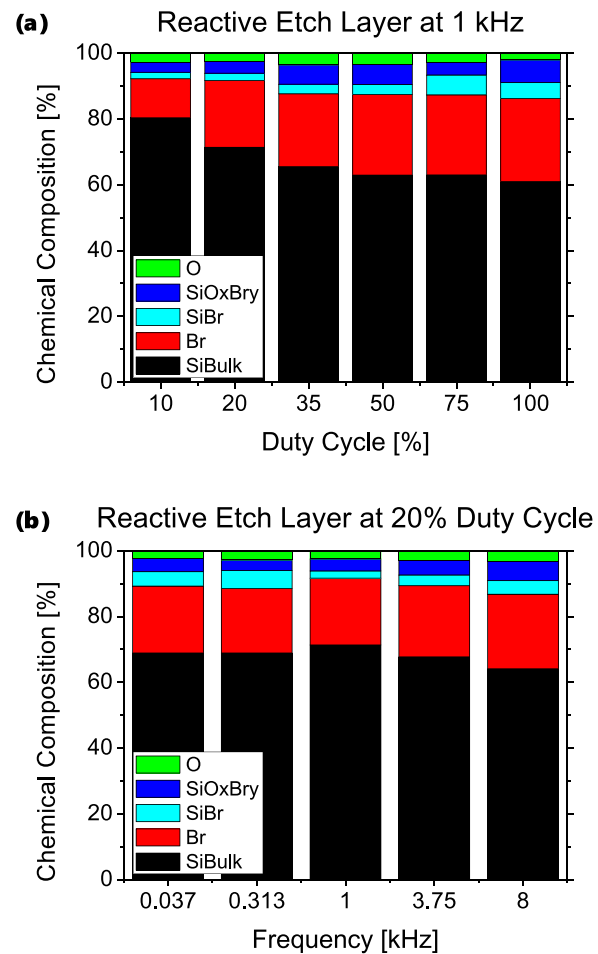 (a) Reactive Etch Layer at 1 kHz
Chemical Composition [%]
100
80
60
40
20
0
O
SiOxBry
SiBr
Br
SiBulk
10 20 35 50 75 100
Duty Cycle [%]
(b) Reactive Etch Layer at 20% Duty Cycle
Chemical Composition [%]
100
80
60
40
20
0
O
SiOxBry
SiBr
Br
SiBulk
0.037 0.313 1 3.75 8
Frequency [kHz]